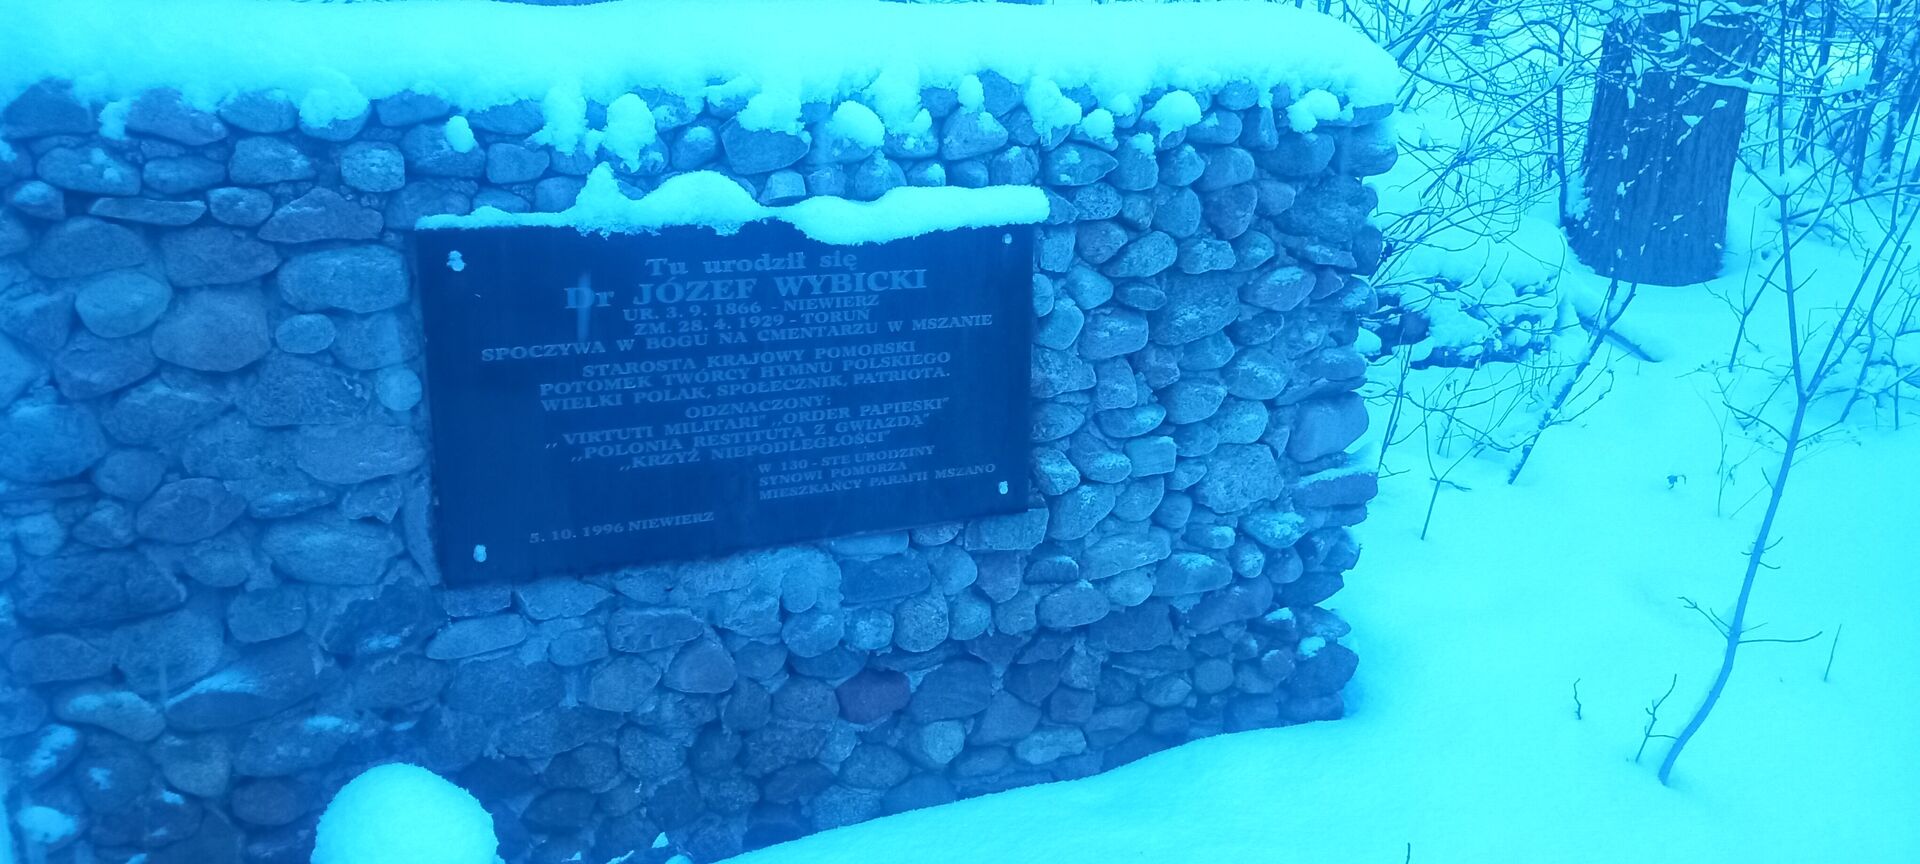 Tu urodził się
Dr JÓZEF WYBICKI
UR. 3. 9. 1866 - NIEWIERZ
ZM. 28. 4. 1929 - TORUŃ
SPOCZYWA W BOGU NA CMENTARZU W MSZANIE
STAROSTA KRAJOWY POMORSKI
POTOMEK TWÓRCY HYMNU POLSKIEGO
WIELKI POLAK, SPOŁECZNIK, PATRIOTA.
ODZNACZONY:
,,VIRTUTI MILITARI" ,,ORDER PAPIESKI"
,,POLONIA RESTITUTA Z GWIAZDĄ"
,,KRZYŻ NIEPODLEGŁOŚCI"
W 130 - STE URODZINY
SYNOWI POMORZA
MIESZKAŃCY PARAFII MSZANO
5. 10. 1996 NIEWIERZ